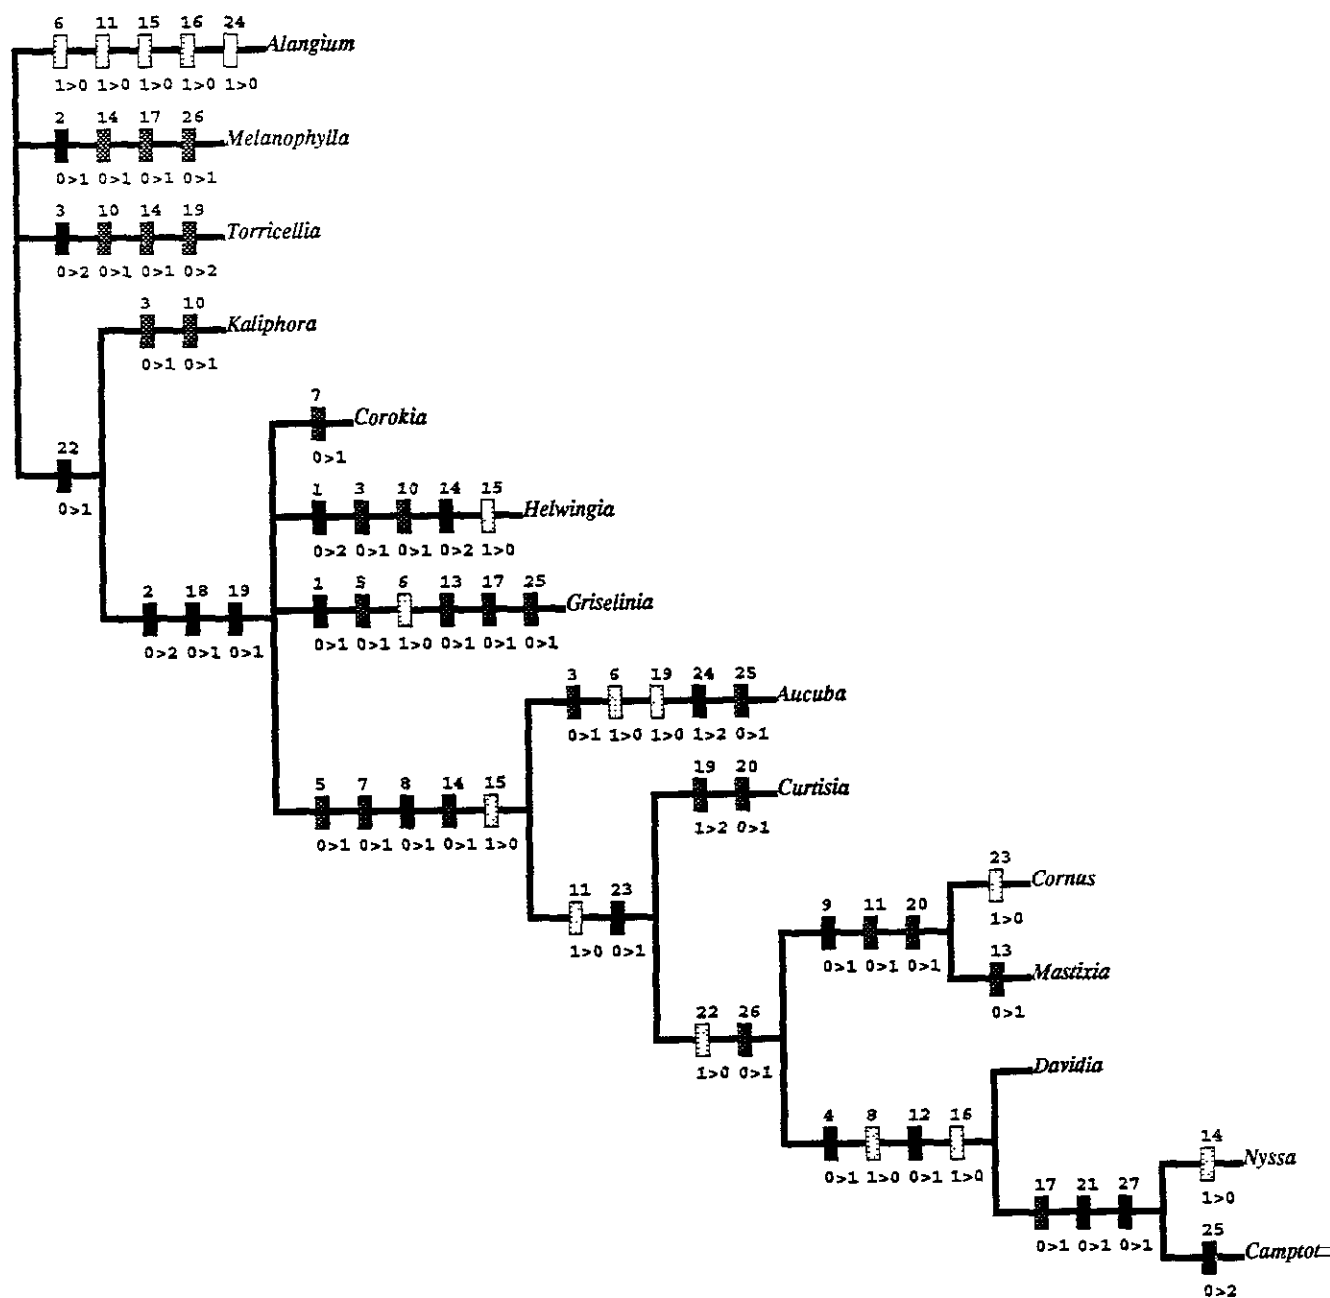 6 11 15 16 24
Alangium
1>0 1>0 1>0 1>0 1>0
2 14 17 26
Melanophylla
0>1 0>1 0>1 0>1
3 10 14 19
Torricellia
0>2 0>1 0>1 0>2
3 10
Kaliphora
0>1 0>1
7
Corokia
0>1
22
0>1
1 3 10 14 15
Helwingia
0>2 0>1 0>1 0>2 1>0
1 5 6 13 17 25
Griselinia
0>1 0>1 1>0 0>1 0>1 0>1
2 18 19
0>2 0>1 0>1
3 6 19 24 25
Aucuba
0>1 1>0 1>0 1>2 0>1
5 7 8 14 15
0>1 0>1 0>1 0>1 1>0
19 20
Curtisia
1>2 0>1
11 23
1>0 0>1
23
Cornus
1>0
9 11 20
0>1 0>1 0>1
13
Mastixia
0>1
22 26
1>0 0>1
Davidia
4 8 12 16
0>1 1>0 0>1 1>0
14
Nyssa
1>0
17 21 27
0>1 0>1 0>1
25
Camptot
0>2